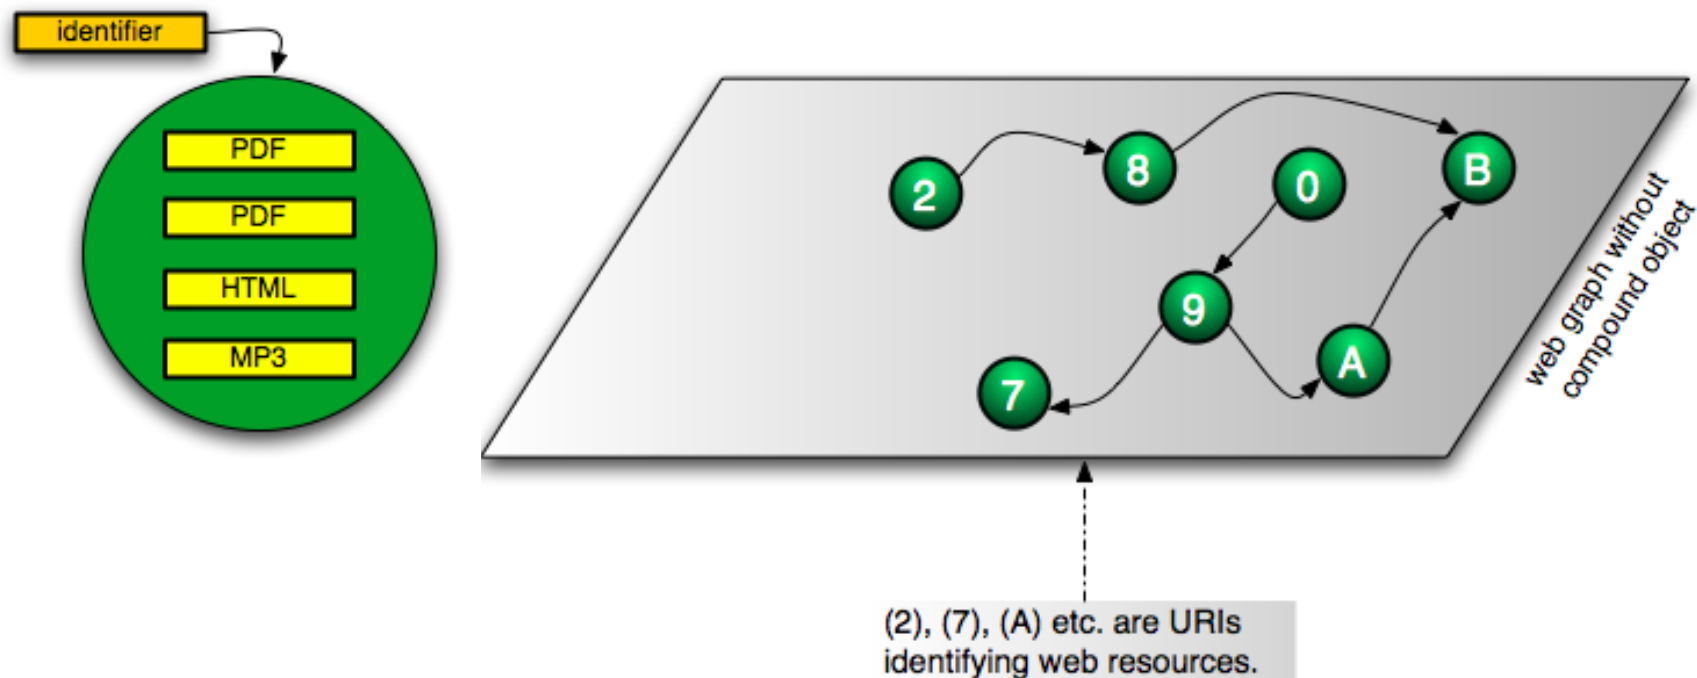 identifier
PDF
PDF
HTML
MP3
2
8
0
B
9
A
7
web graph without
compound object
(2), (7), (A) etc. are URIs
identifying web resources.